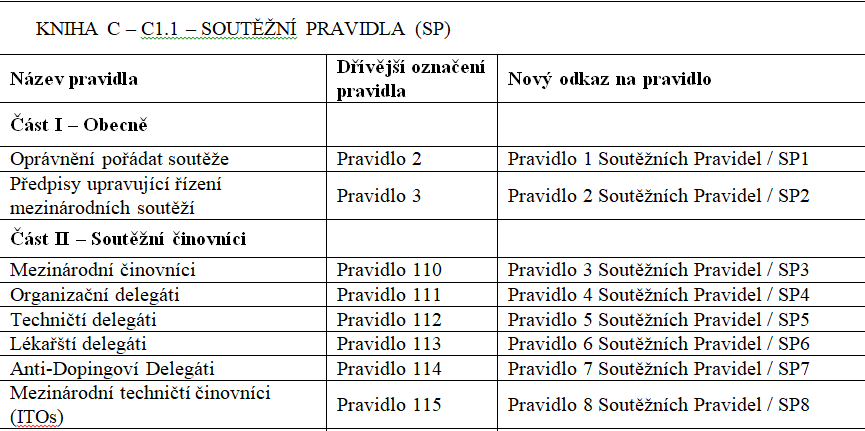 KNIHA C – C1.1 – SOUTĚŽNÍ PRAVIDLA (SP)
Název pravidla Dřívější označení pravidla Nový odkaz na pravidlo
Část I – Obecně
Oprávnění pořádat soutěže Pravidlo 2 Pravidlo 1 Soutěžních Pravidel / SP1
Předpisy upravující řízení mezinárodních soutěží Pravidlo 3 Pravidlo 2 Soutěžních Pravidel / SP2
Část II – Soutěžní činovníci
Mezinárodní činovníci Pravidlo 110 Pravidlo 3 Soutěžních Pravidel / SP3
Organizační delegáti Pravidlo 111 Pravidlo 4 Soutěžních Pravidel / SP4
Techničtí delegáti Pravidlo 112 Pravidlo 5 Soutěžních Pravidel / SP5
Lékařští delegáti Pravidlo 113 Pravidlo 6 Soutěžních Pravidel / SP6
Anti-Dopingoví Delegáti Pravidlo 114 Pravidlo 7 Soutěžních Pravidel / SP7
Mezinárodní techničtí činovníci (ITOs) Pravidlo 115 Pravidlo 8 Soutěžních Pravidel / SP8